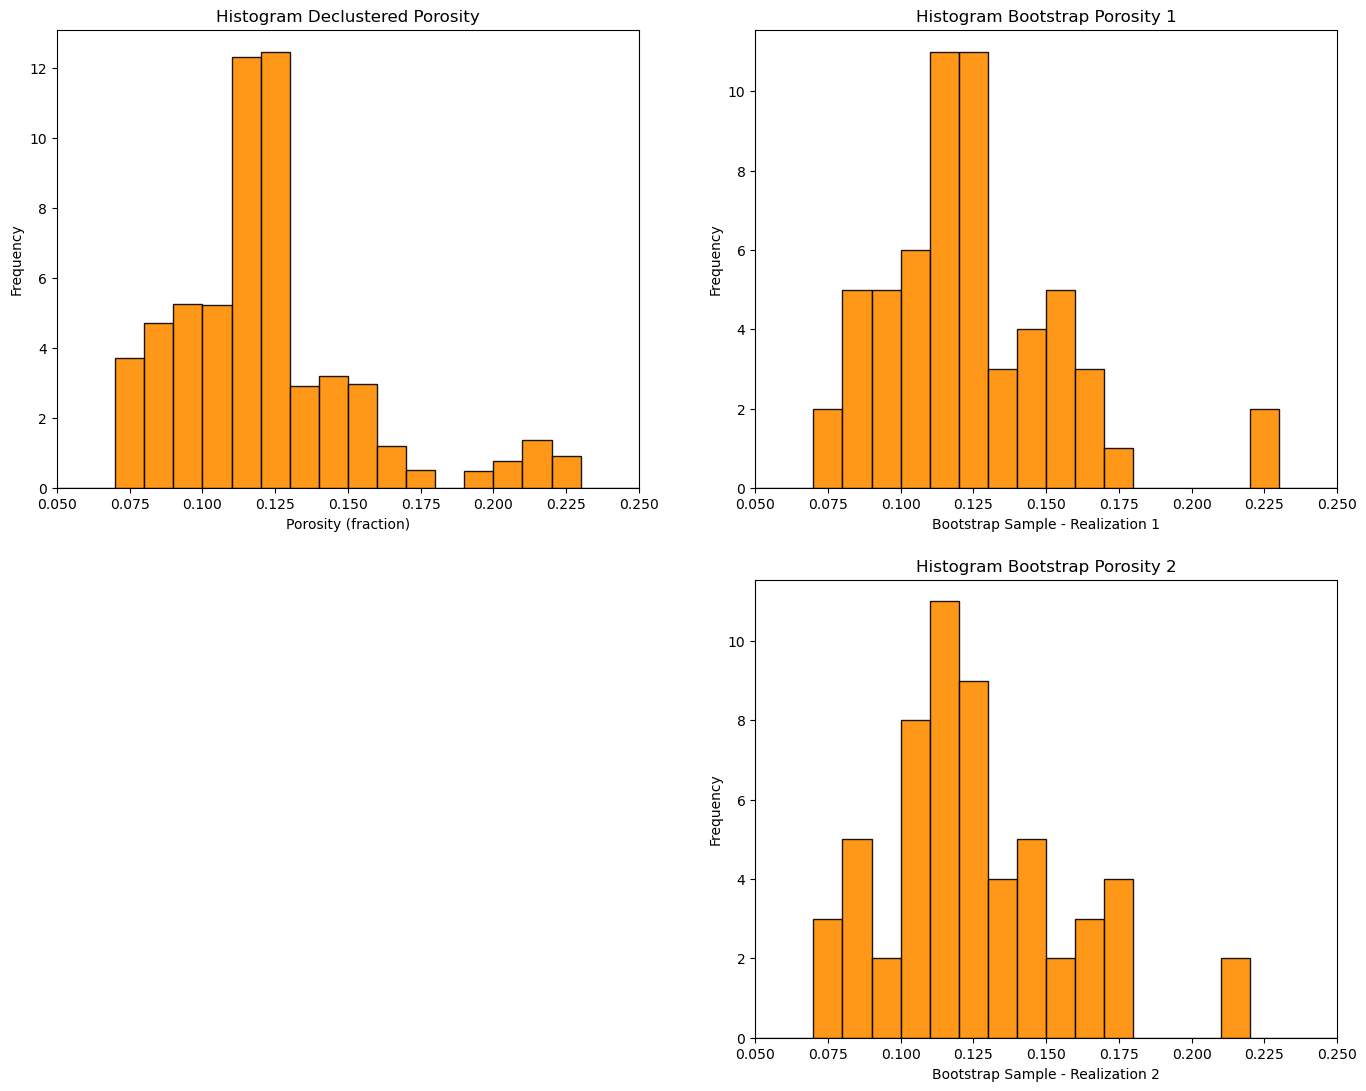 Histogram Declustered Porosity
Frequency
12
10
8
6
4
2
0
0.050 0.075 0.100 0.125 0.150 0.175 0.200 0.225 0.250
Porosity (fraction)
Histogram Bootstrap Porosity 1
Frequency
10
8
6
4
2
0
0.050 0.075 0.100 0.125 0.150 0.175 0.200 0.225 0.250
Bootstrap Sample - Realization 1
Histogram Bootstrap Porosity 2
Frequency
10
8
6
4
2
0
0.050 0.075 0.100 0.125 0.150 0.175 0.200 0.225 0.250
Bootstrap Sample - Realization 2